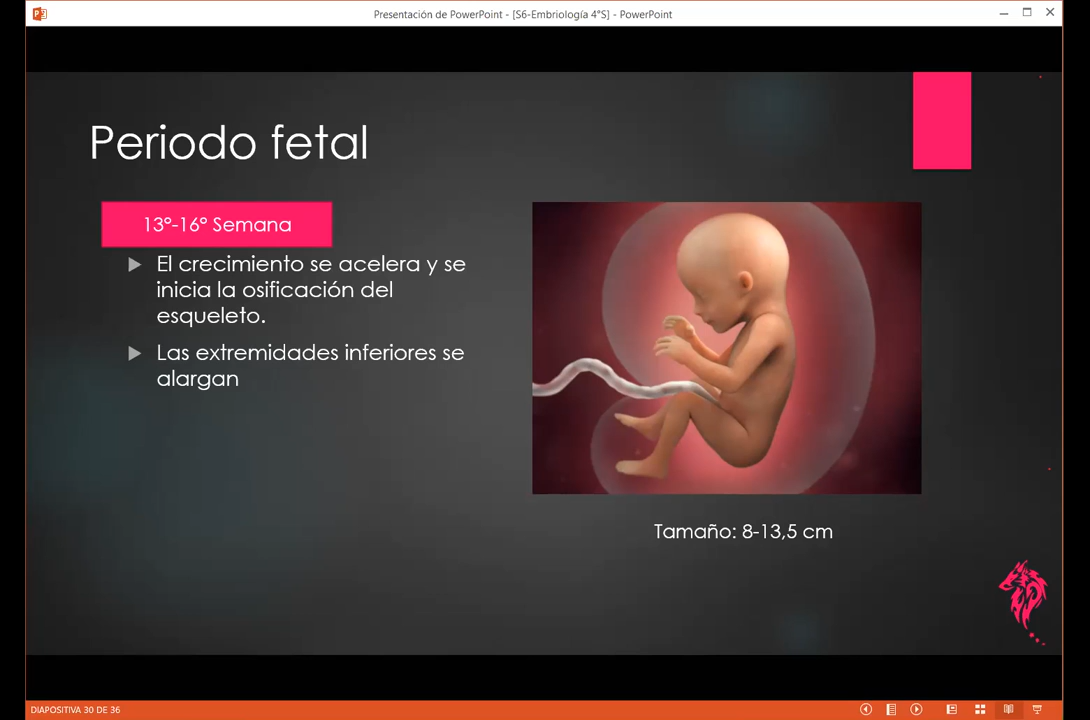 Presentación de PowerPoint - [S6-Embriología 4°S] - PowerPoint
Periodo fetal
13°-16° Semana
El crecimiento se acelera y se
inicia la osificación del
esqueleto.
Las extremidades inferiores se
alargan
Tamaño: 8-13,5 cm
DIAPOSITIVA 30 DE 36